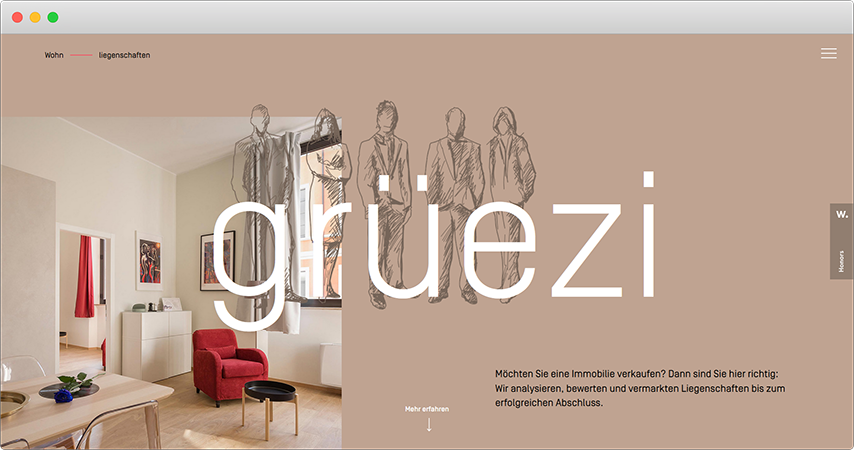 Wohn liegenschaften
grüezi
W.
Honors
Möchten Sie eine Immobilie verkaufen? Dann sind Sie hier richtig:
Wir analysieren, bewerten und vermarkten Liegenschaften bis zum
erfolgreichen Abschluss.
Mehr erfahren